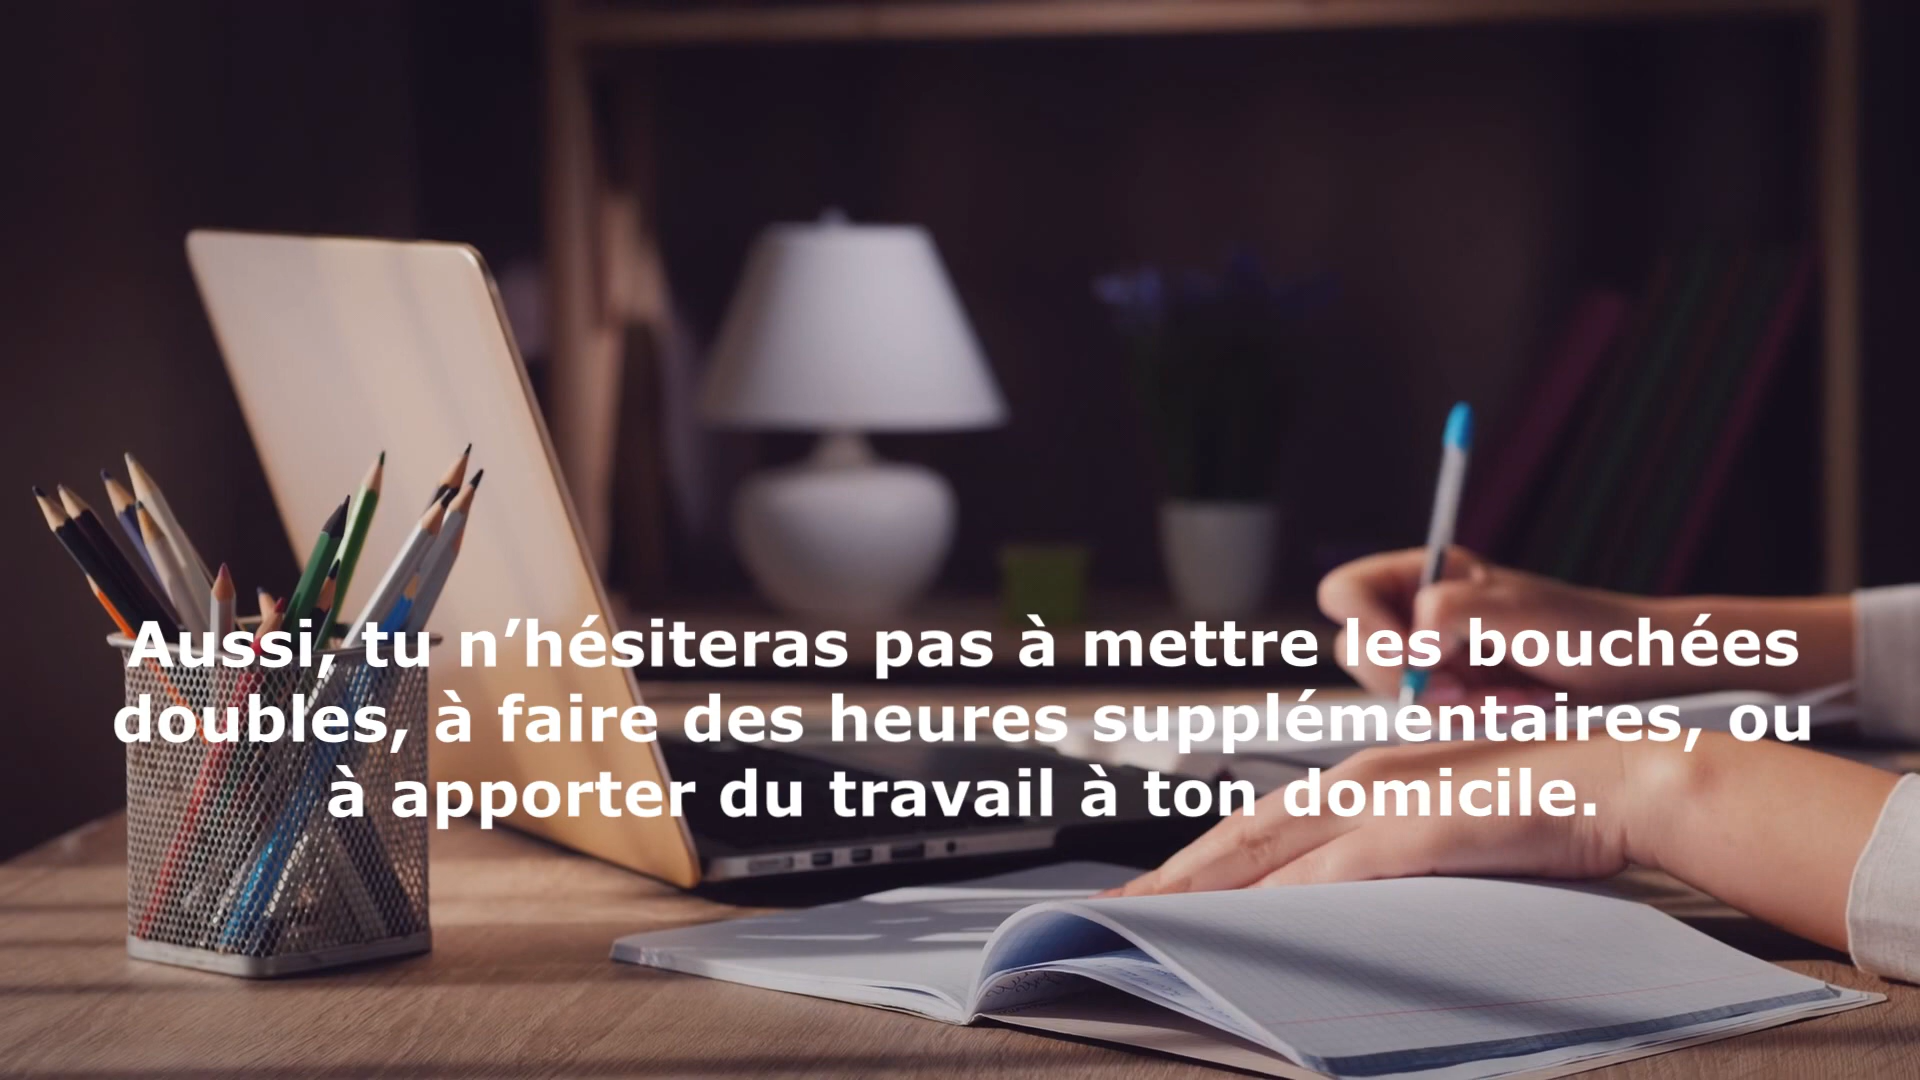 Aussi, tu n’hésiteras pas à mettre les bouchées
doubles, à faire des heures supplémentaires, ou
à apporter du travail à ton domicile.